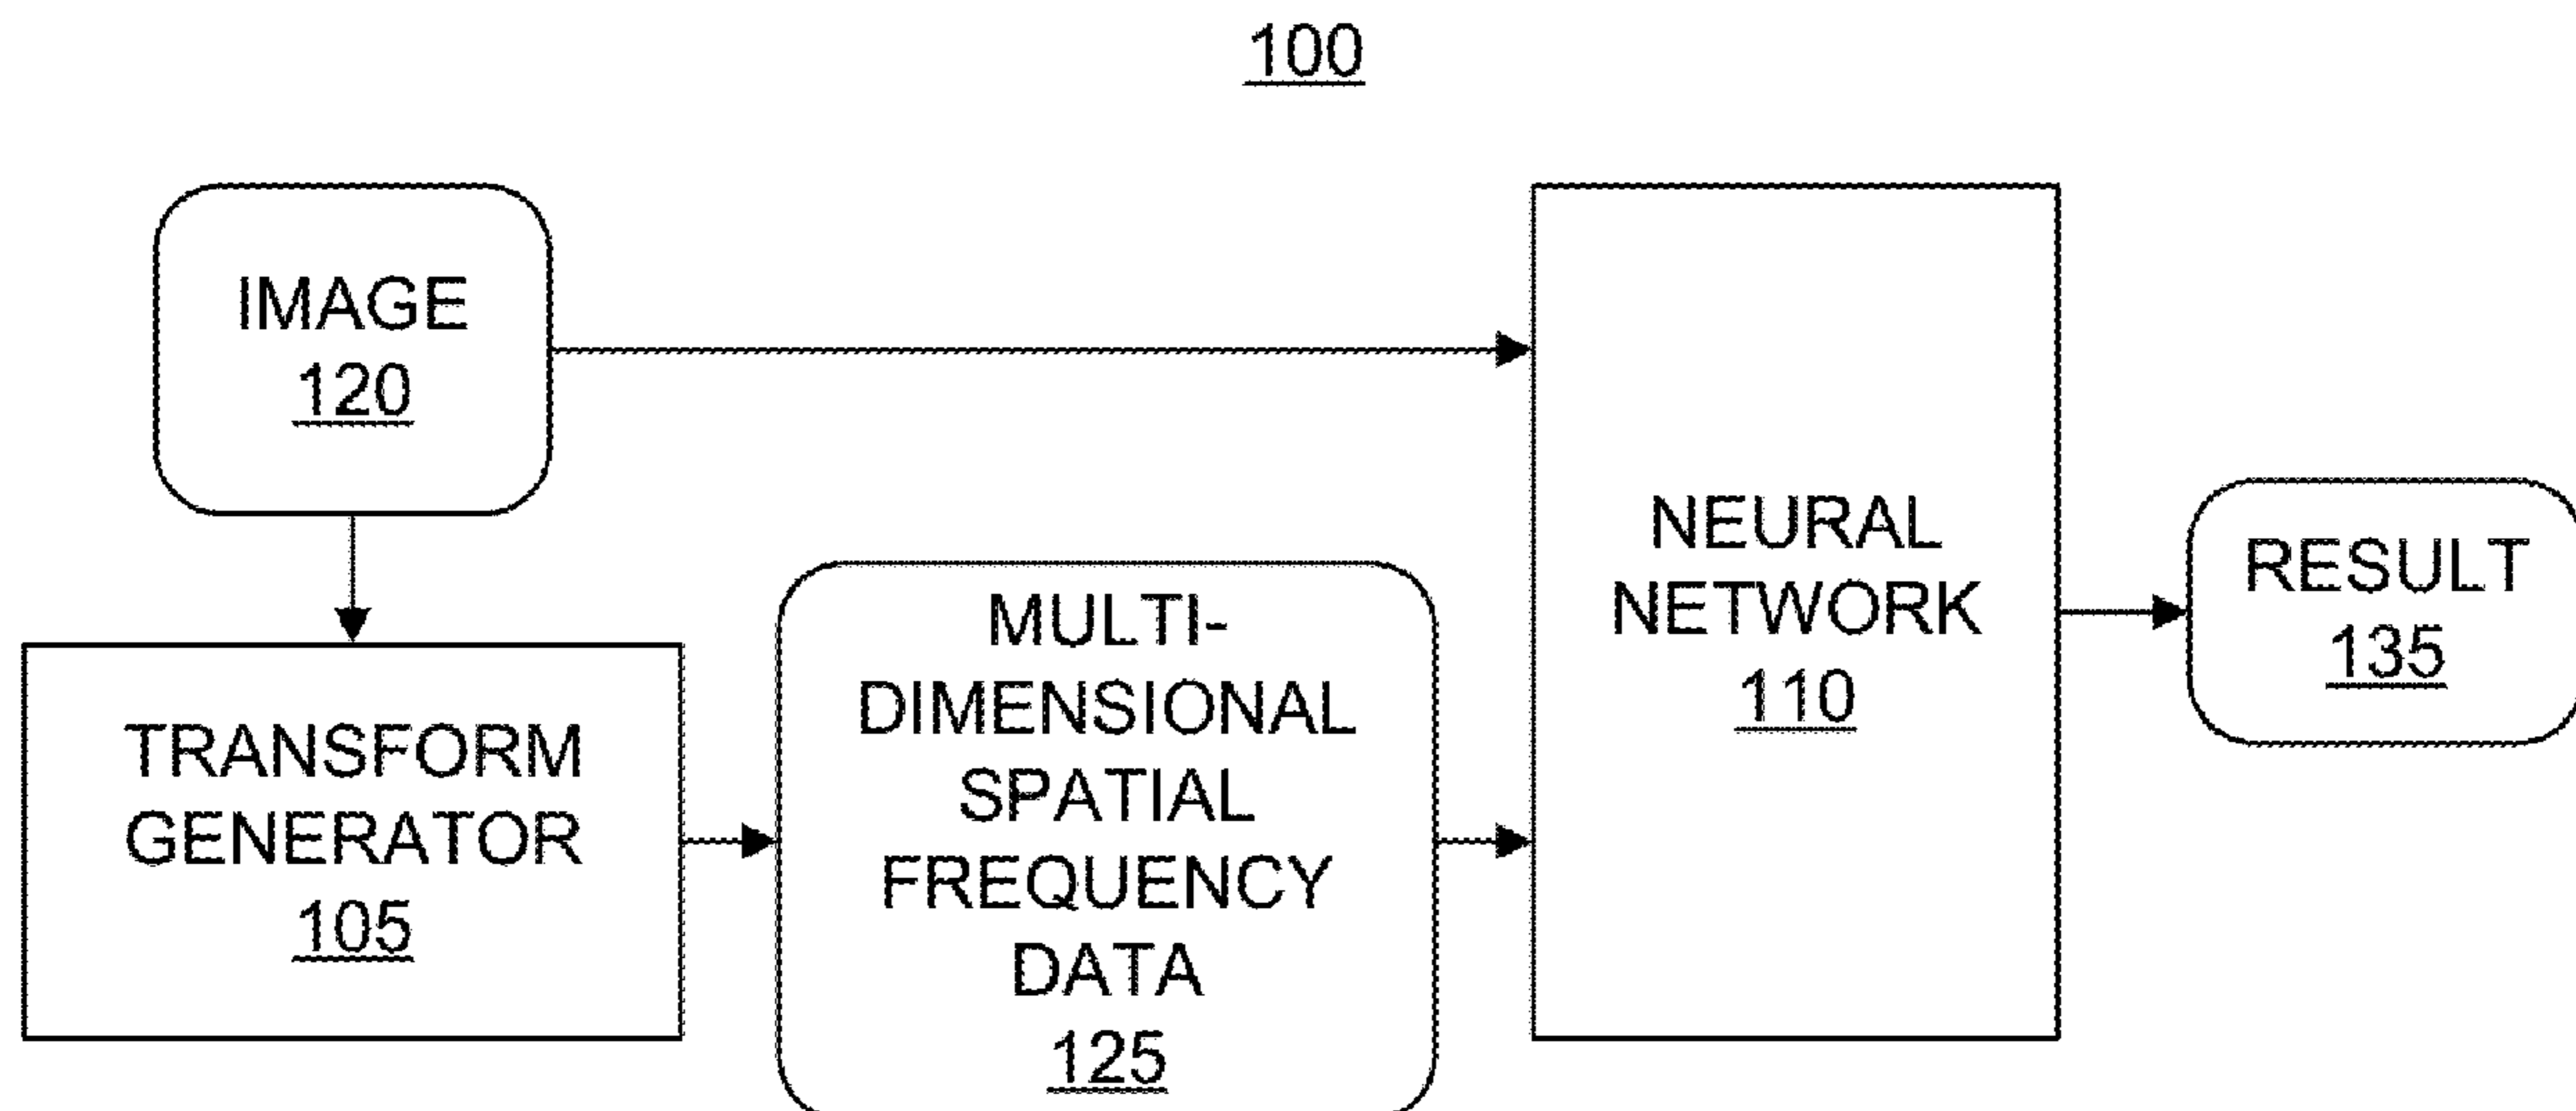 100
IMAGE
120
TRANSFORM
GENERATOR
105
MULTI-
DIMENSIONAL
SPATIAL
FREQUENCY
DATA
125
NEURAL
NETWORK
110
RESULT
135